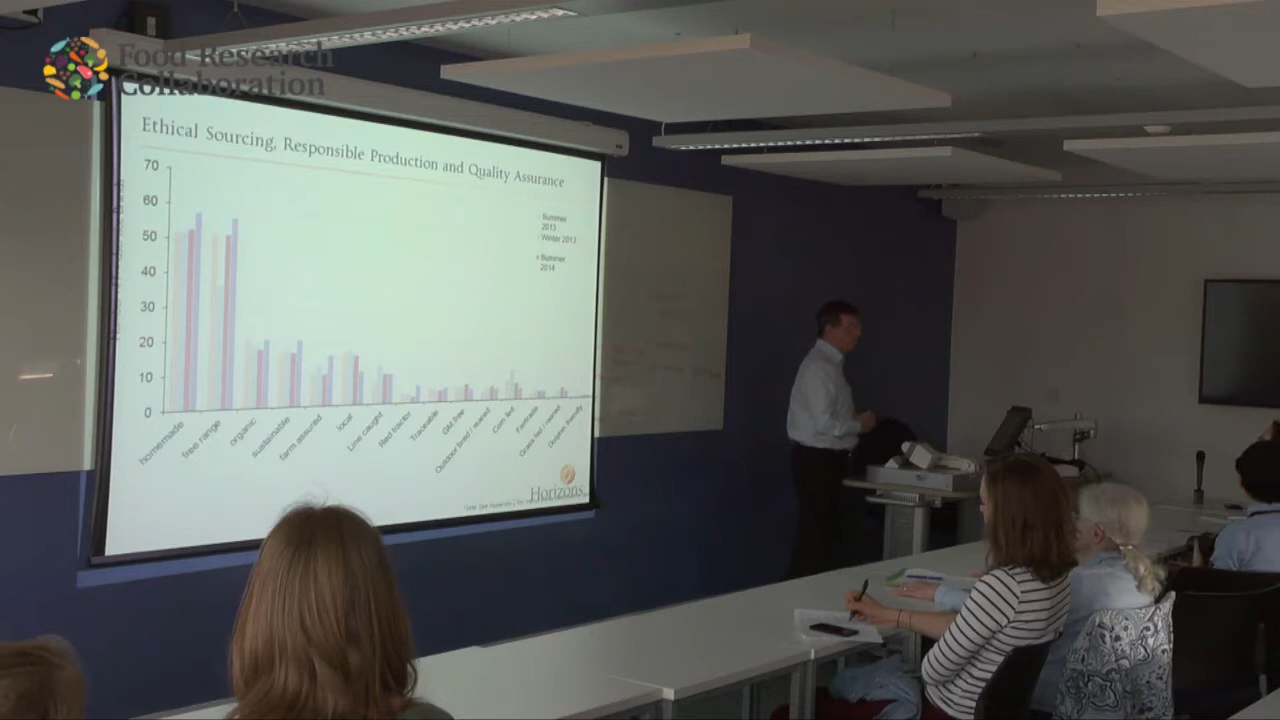 Food Research
Collaboration
Ethical Sourcing, Responsible Production and Quality Assurance
70
60
50
40
30
20
10
0
Summer
2013
Winter 2013
Summer
2014
homemade
free range
organic
sustainable
farm assured
local
Line caught
Red tractor
Traceable
GM free
Outdoor bred / reared
Corn fed
Fairtrade
Grass fed / reared
Dolphin friendly
Horizons